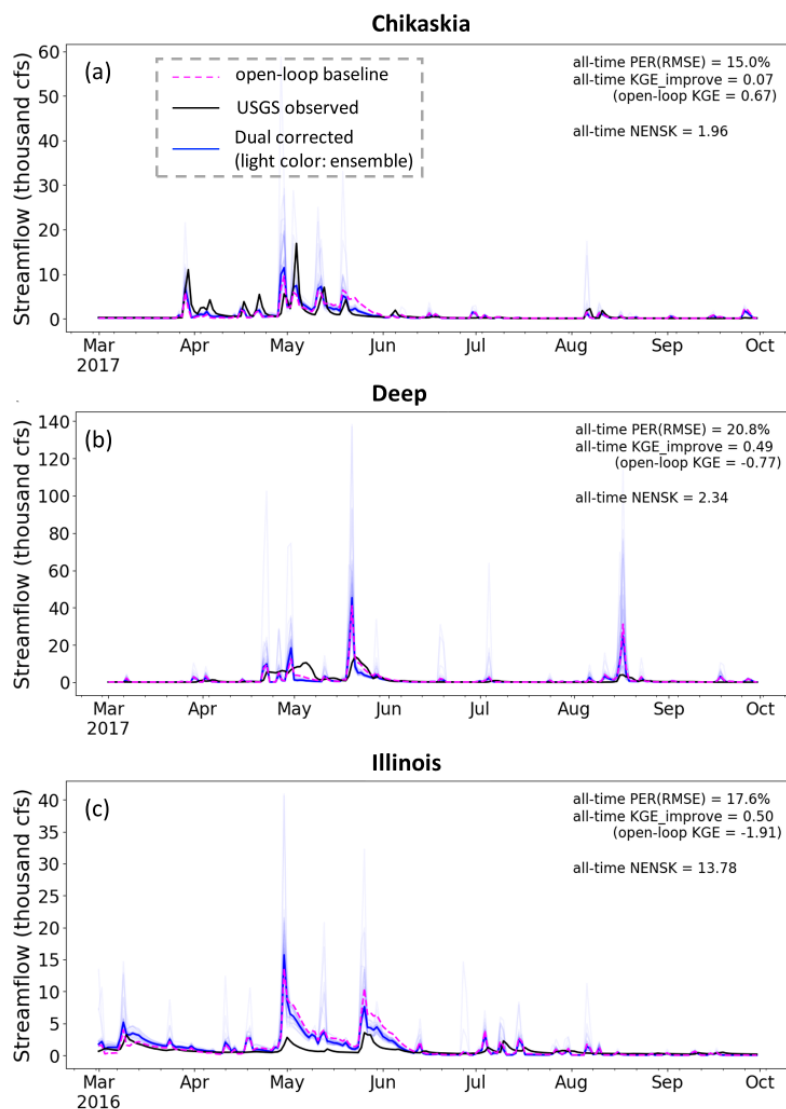 Chikaskia
(a)
open-loop baseline
USGS observed
Dual corrected
(light color: ensemble)
all-time PER(RMSE) = 15.0%
all-time KGE_improve = 0.07
(open-loop KGE = 0.67)
all-time NENSK = 1.96
Streamflow (thousand cfs)
60
50
40
30
20
10
0
Mar Apr May Jun Jul Aug Sep Oct
2017
Deep
(b)
all-time PER(RMSE) = 20.8%
all-time KGE_improve = 0.49
(open-loop KGE = -0.77)
all-time NENSK = 2.34
Streamflow (thousand cfs)
140
120
100
80
60
40
20
0
Mar Apr May Jun Jul Aug Sep Oct
2017
Illinois
(c)
all-time PER(RMSE) = 17.6%
all-time KGE_improve = 0.50
(open-loop KGE = -1.91)
all-time NENSK = 13.78
Streamflow (thousand cfs)
40
35
30
25
20
15
10
5
0
Mar Apr May Jun Jul Aug Sep Oct
2016